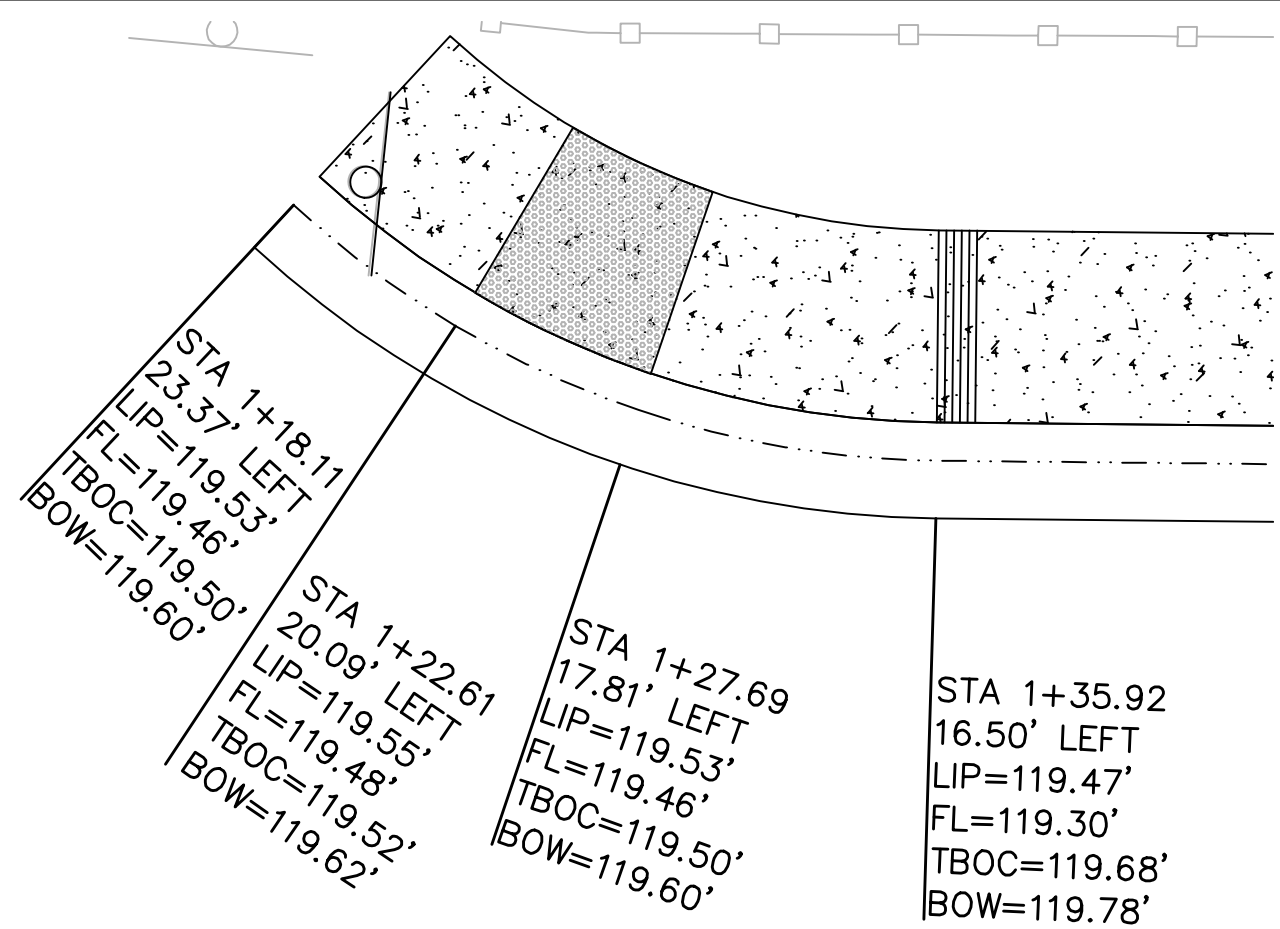 STA 1+18.11
23.37' LEFT
LIP=119.53'
FL=119.46'
TBOC=119.50'
BOW=119.60'
STA 1+22.61
20.09' LEFT
LIP=119.55'
FL=119.48'
TBOC=119.52'
BOW=119.62'
STA 1+27.69
17.81' LEFT
LIP=119.53'
FL=119.46'
TBOC=119.50'
BOW=119.60'
STA 1+35.92
16.50' LEFT
LIP=119.47'
FL=119.30'
TBOC=119.68'
BOW=119.78'